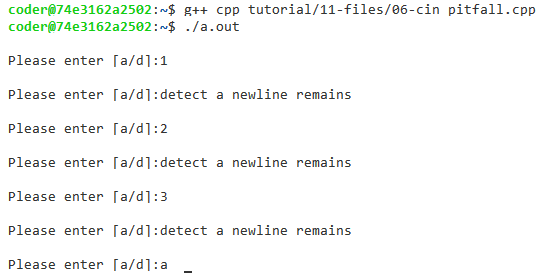 coder@74e3162a2502:~$ g++ cpp tutorial/11-files/06-cin pitfall.cpp
coder@74e3162a2502:~$ ./a.out
Please enter ⌈a/d⌉:1
Please enter ⌈a/d⌉:detect a newline remains
Please enter ⌈a/d⌉:2
Please enter ⌈a/d⌉:detect a newline remains
Please enter ⌈a/d⌉:3
Please enter ⌈a/d⌉:detect a newline remains
Please enter ⌈a/d⌉:a _